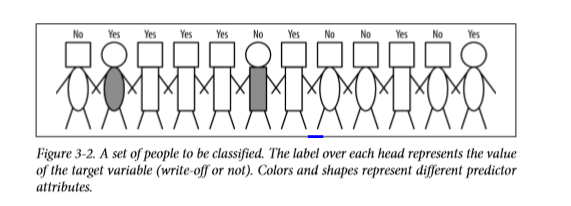 No Yes Yes Yes Yes No Yes No No Yes No Yes
Figure 3-2. A set of people to be classified. The label over each head represents the value
of the target variable (write-off or not). Colors and shapes represent different predictor
attributes.